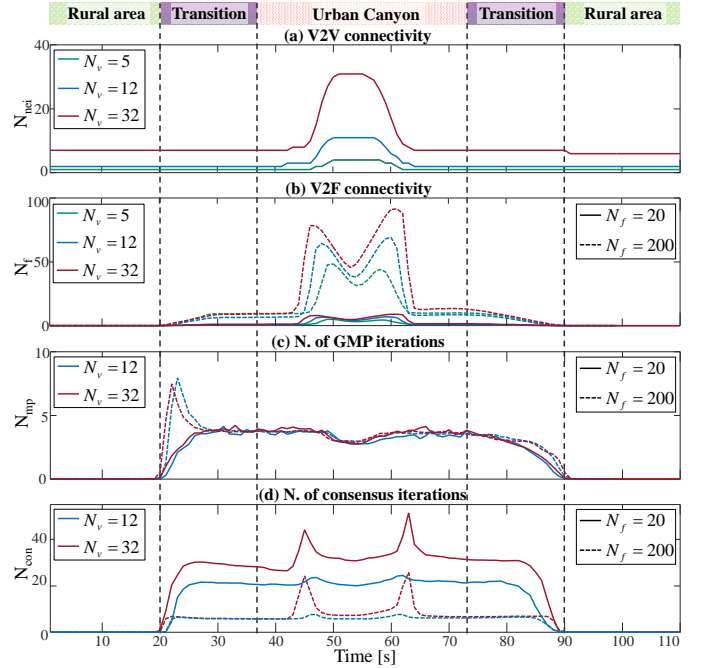 Rural area Transition Urban Canyon Transition Rural area
(a) V2V connectivity
40
20
0
N_nei
N_v = 5
N_v = 12
N_v = 32
(b) V2F connectivity
100
50
0
N_f
N_v = 5
N_v = 12
N_v = 32
N_f = 20
N_f = 200
(c) N. of GMP iterations
10
5
0
N_mp
N_v = 12
N_v = 32
N_f = 20
N_f = 200
(d) N. of consensus iterations
40
20
0
N_con
N_v = 12
N_v = 32
N_f = 20
N_f = 200
0 10 20 30 40 50 60 70 80 90 100 110
Time [s]